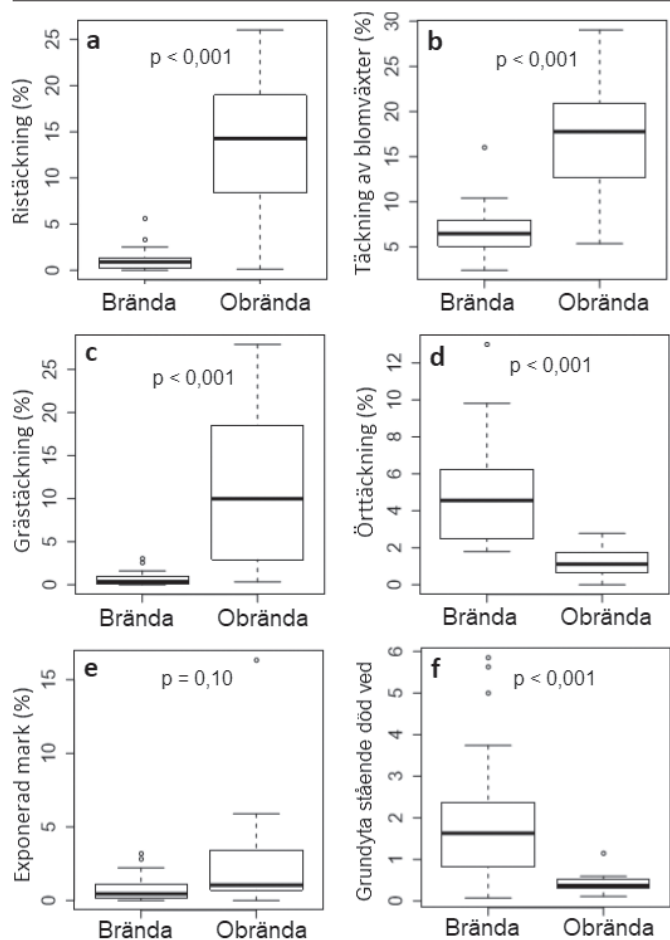 a
p < 0,001
Ristäckning (%)
0
5
10
15
20
25
Brända
Obrända
b
p < 0,001
Täckning av blomväxter (%)
5
10
15
20
25
30
Brända
Obrända
c
p < 0,001
Grästäckning (%)
0
5
10
15
20
25
Brända
Obrända
d
p < 0,001
Örttäckning (%)
0
2
4
6
8
10
12
Brända
Obrända
e
p = 0,10
Exponerad mark (%)
0
5
10
15
Brända
Obrända
f
p < 0,001
Grundyta stående död ved
0
1
2
3
4
5
6
Brända
Obrända